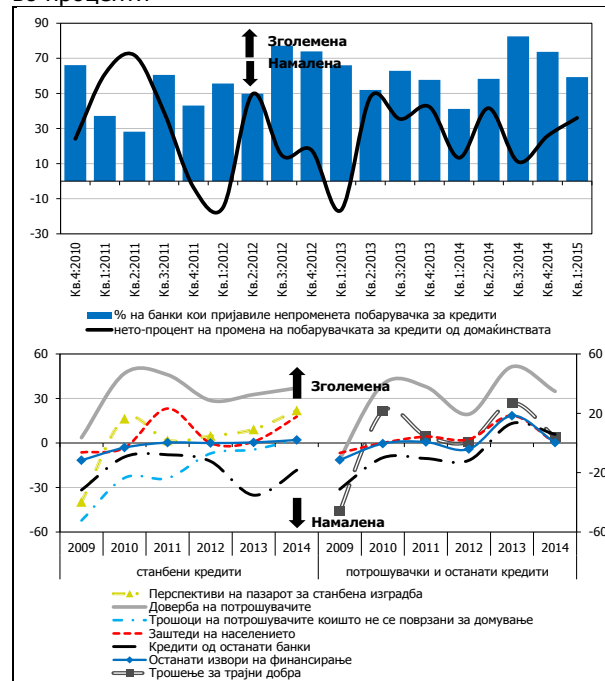 во проценти
90
70
50
30
10
-10
-30
Зголемена
Намалена
Кв.4:2010
Кв.1:2011
Кв.2:2011
Кв.3:2011
Кв.4:2011
Кв.1:2012
Кв.2:2012
Кв.3:2012
Кв.4:2012
Кв.1:2013
Кв.2:2013
Кв.3:2013
Кв.4:2013
Кв.1:2014
Кв.2:2014
Кв.3:2014
Кв.4:2014
Кв.1:2015
% на банки кои пријавиле непроменета побарувачка за кредити
нето-процент на промена на побарувачката за кредити од домаќинствата
60
30
0
-30
-60
60
20
-20
-60
Зголемена
Намалена
2009 2010 2011 2012 2013 2014 2009 2010 2011 2012 2013 2014
станбени кредити потрошувачки и останати кредити
Перспективи на пазарот за станбена изградба
Доверба на потрошувачите
Трошоци на потрошувачите коишто не се поврзани за домување
Заштеди на населението
Кредити од останати банки
Останати извори на финансирање
Трошење за трајни добра